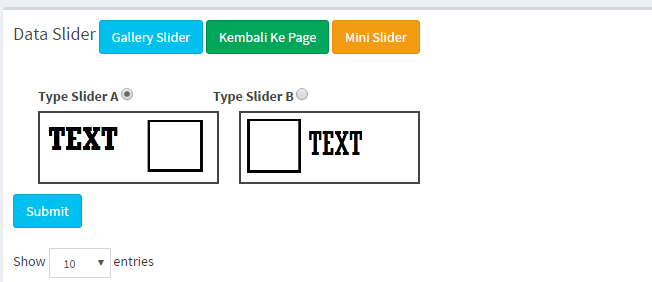 Data Slider Gallery Slider Kembali Ke Page Mini Slider
Type Slider A Type Slider B
TEXT TEXT
Submit
Show 10 entries